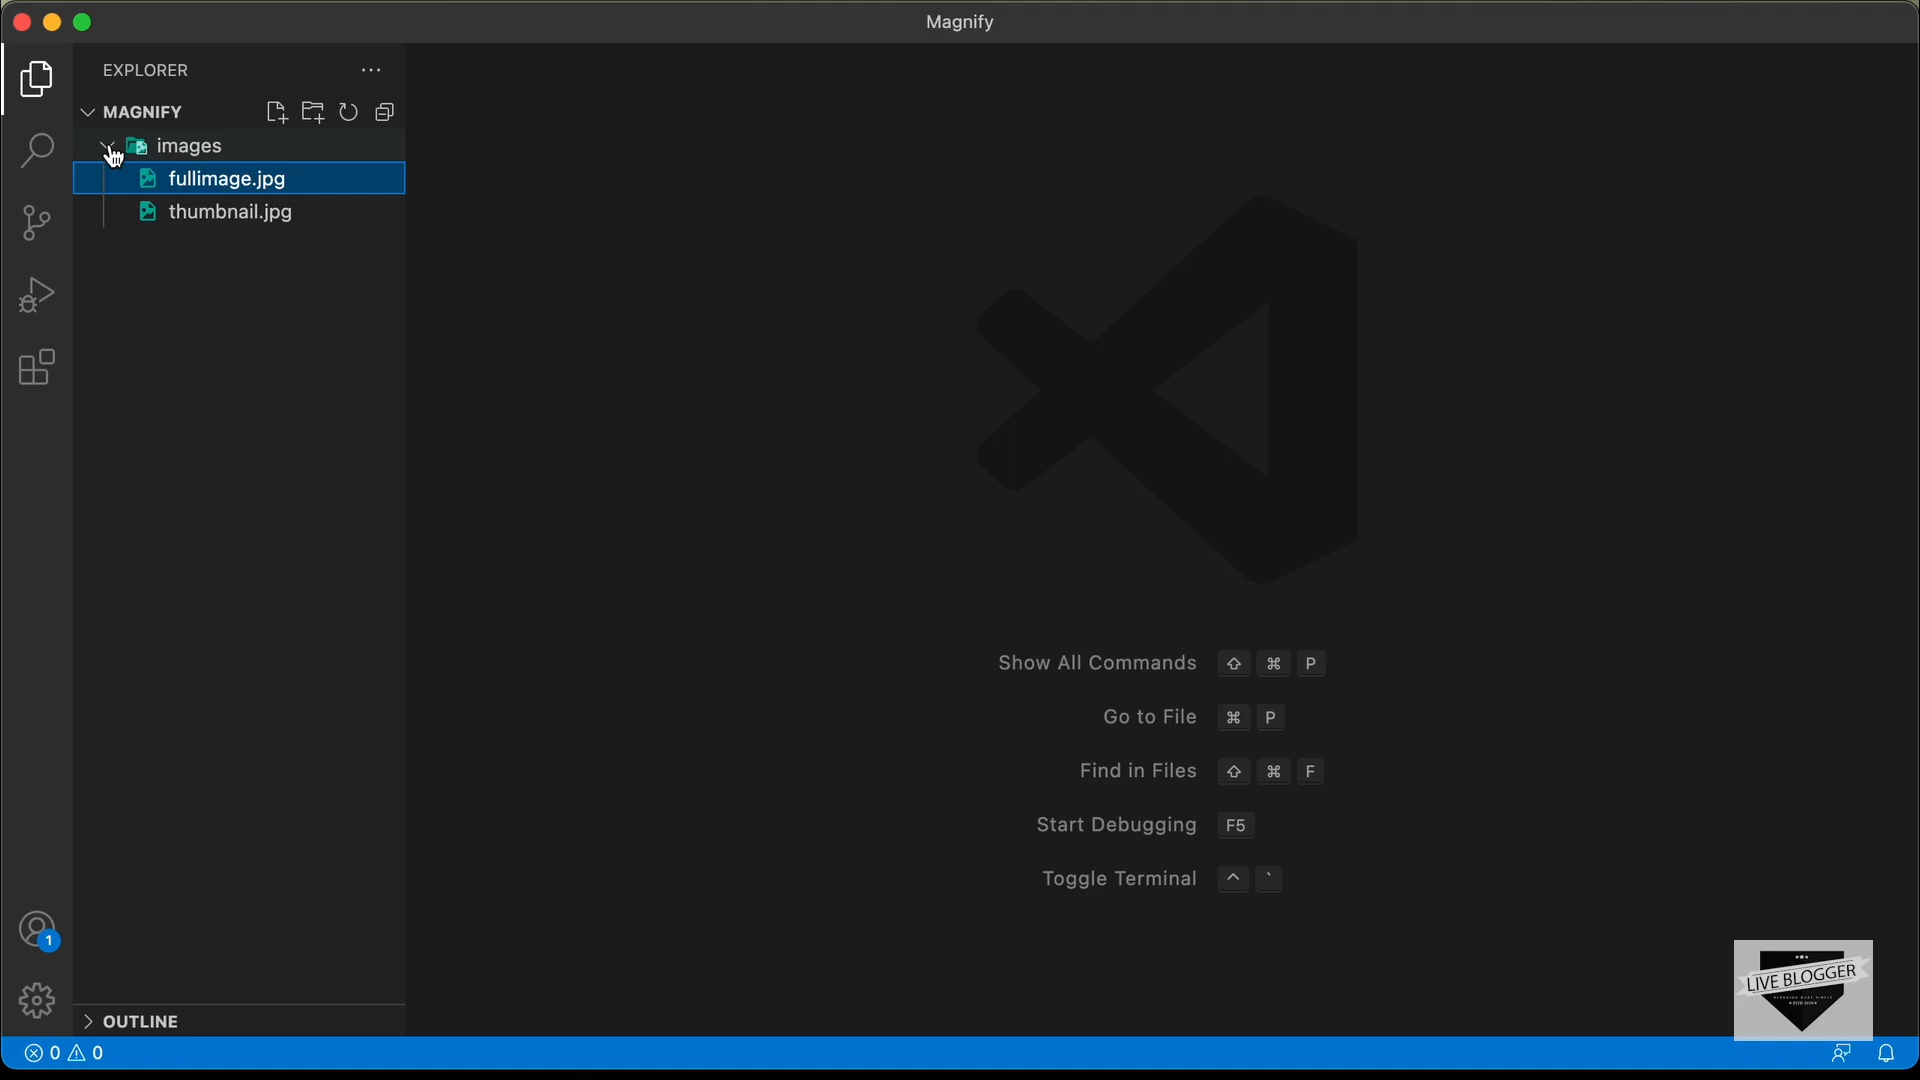 Magnify
EXPLORER
MAGNIFY
images
fullimage.jpg
thumbnail.jpg
Show All Commands ⇧ ⌘ P
Go to File ⌘ P
Find in Files ⇧ ⌘ F
Start Debugging F5
Toggle Terminal ^ `
1
OUTLINE
LIVE BLOGGER
0 0